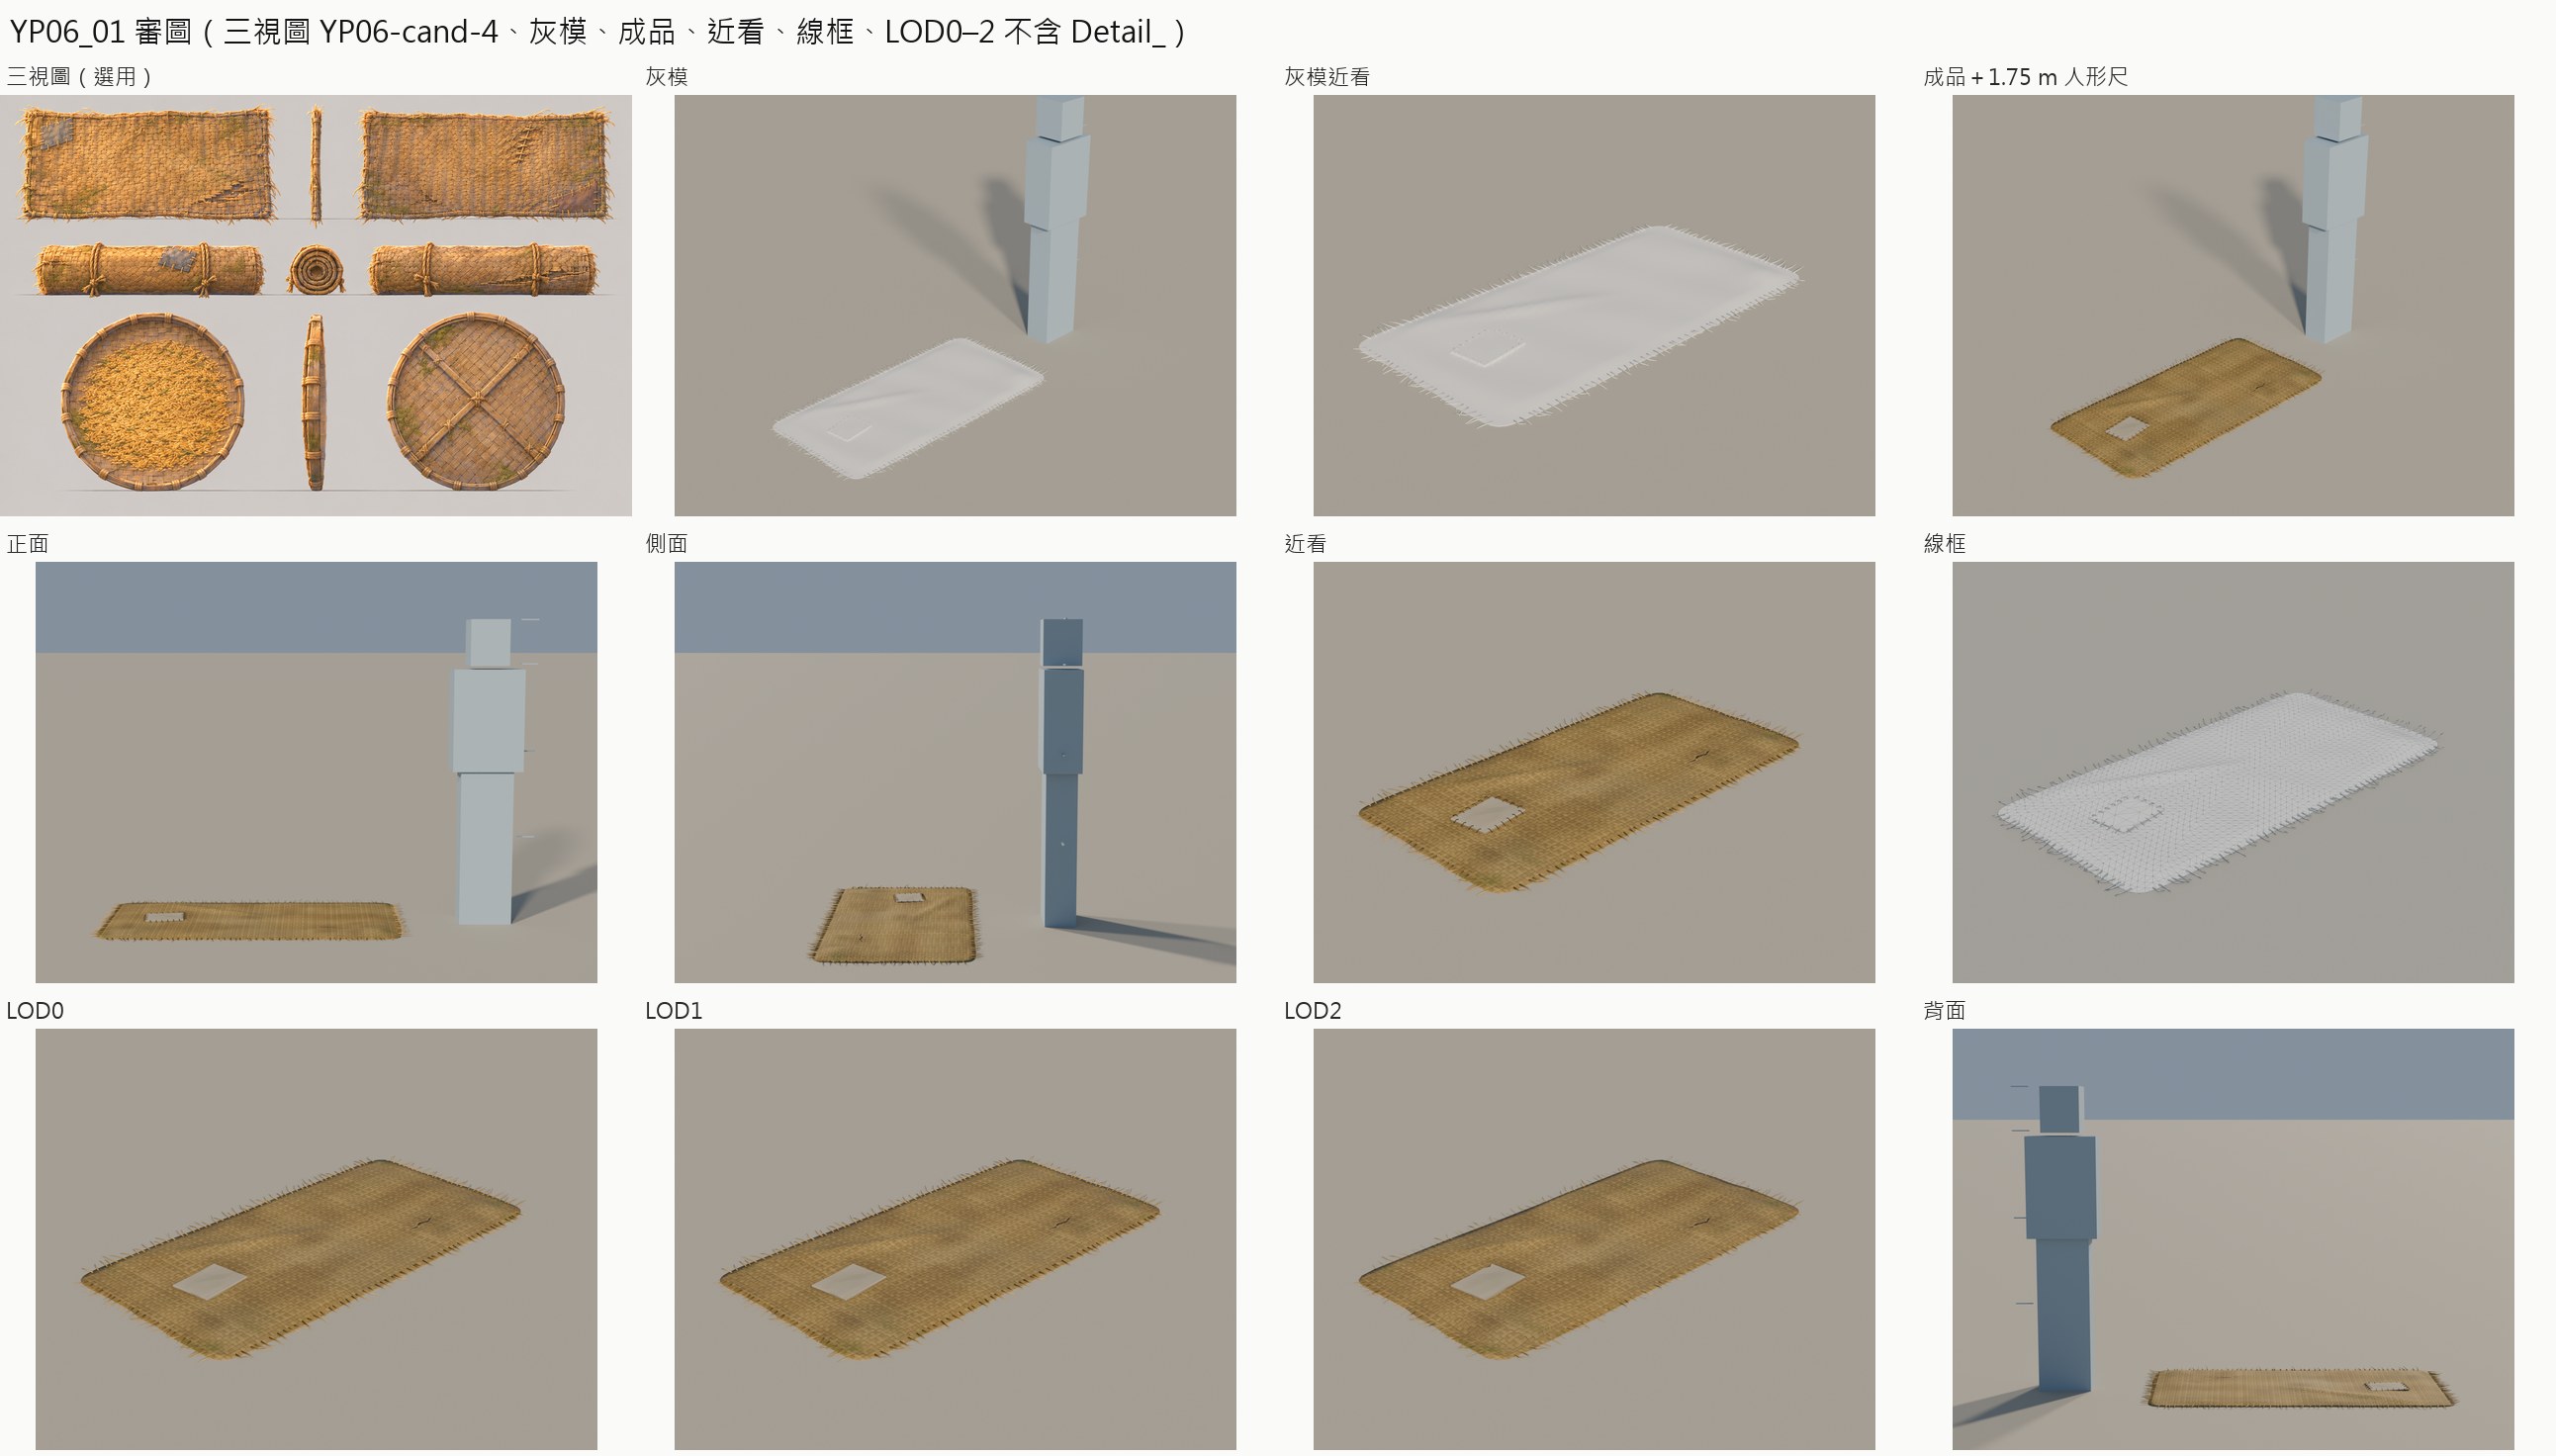 YP06_01 審圖（三視圖 YP06-cand-4、灰模、成品、近看、線框、LOD0–2 不含 Detail_）
三視圖（選用）
灰模
灰模近看
成品＋1.75 m 人形尺
正面
側面
近看
線框
LOD0
LOD1
LOD2
背面